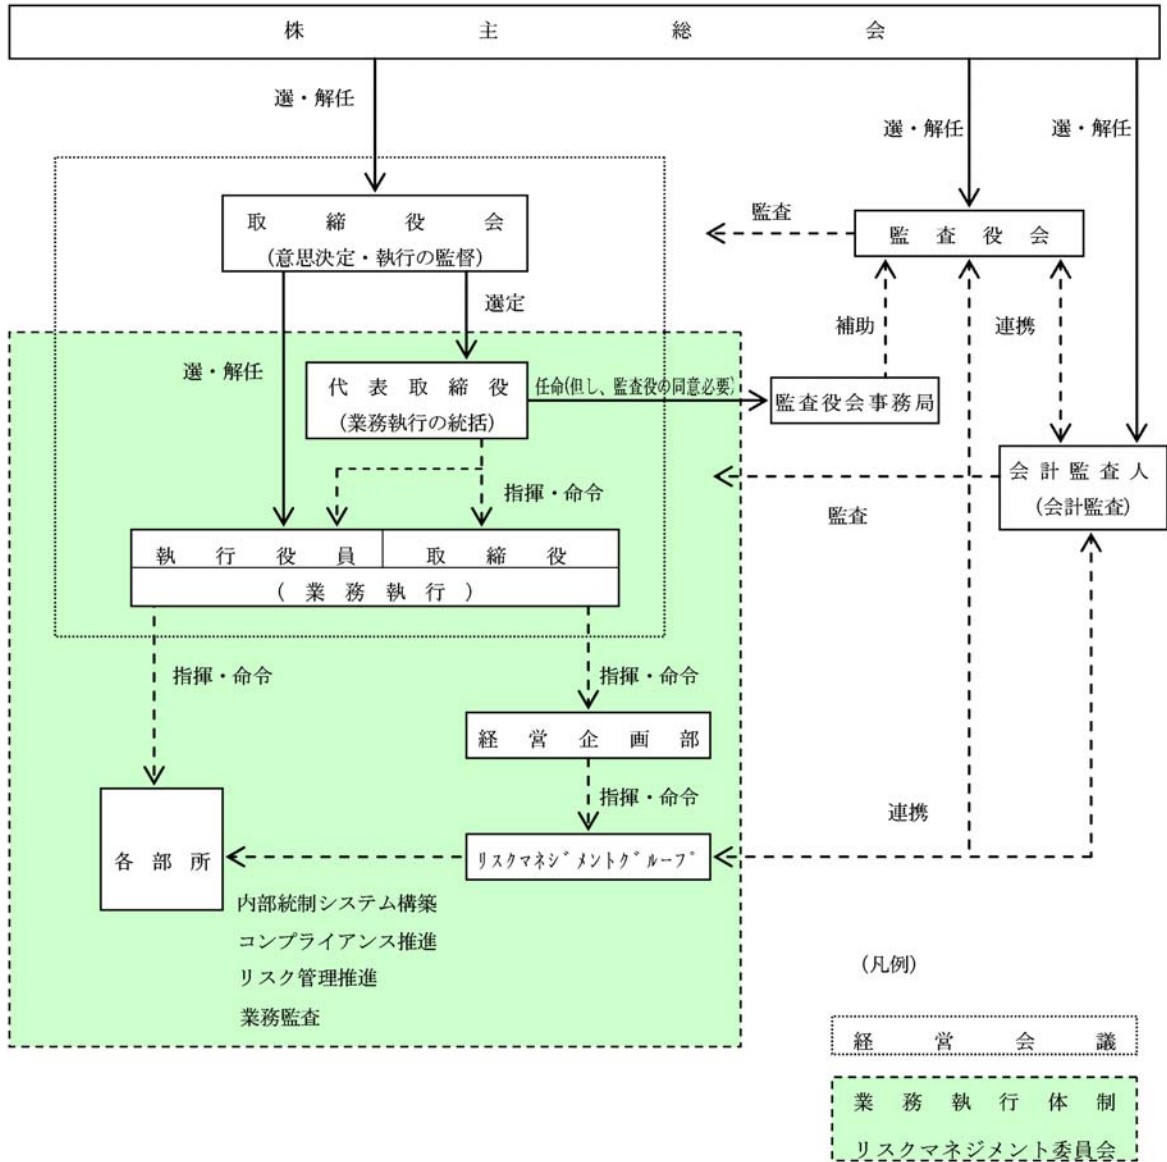 株主総会
選・解任
選・解任
選・解任
取締役会
(意思決定・執行の監督)
監査
監査役会
選定
補助
連携
選・解任
代表取締役
(業務執行の統括)
任命(但し、監査役の同意必要)
監査役会事務局
指揮・命令
監査
会計監査人
(会計監査)
執行役員
取締役
(業務執行)
指揮・命令
指揮・命令
経営企画部
指揮・命令
連携
各部所
リスクマネジメントグループ
内部統制システム構築
コンプライアンス推進
リスク管理推進
業務監査
(凡例)
経営会議
業務執行体制
リスクマネジメント委員会